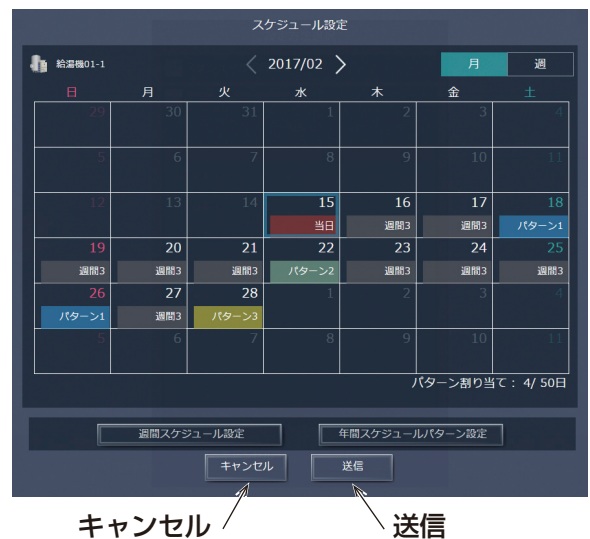 スケジュール設定
給湯機01-1 2017/02 月 週
日 月 火 水 木 金 土
29 30 31 1 2 3 4
5 6 7 8 9 10 11
12 13 14 15 16 17 18
当日 週間3 週間3 パターン1
19 20 21 22 23 24 25
週間3 週間3 週間3 パターン2 週間3 週間3 週間3
26 27 28 1 2 3 4
パターン1 週間3 パターン3
5 6 7 8 9 10 11
パターン割り当て： 4/ 50日
週間スケジュール設定 年間スケジュールパターン設定
キャンセル 送信
キャンセル 送信